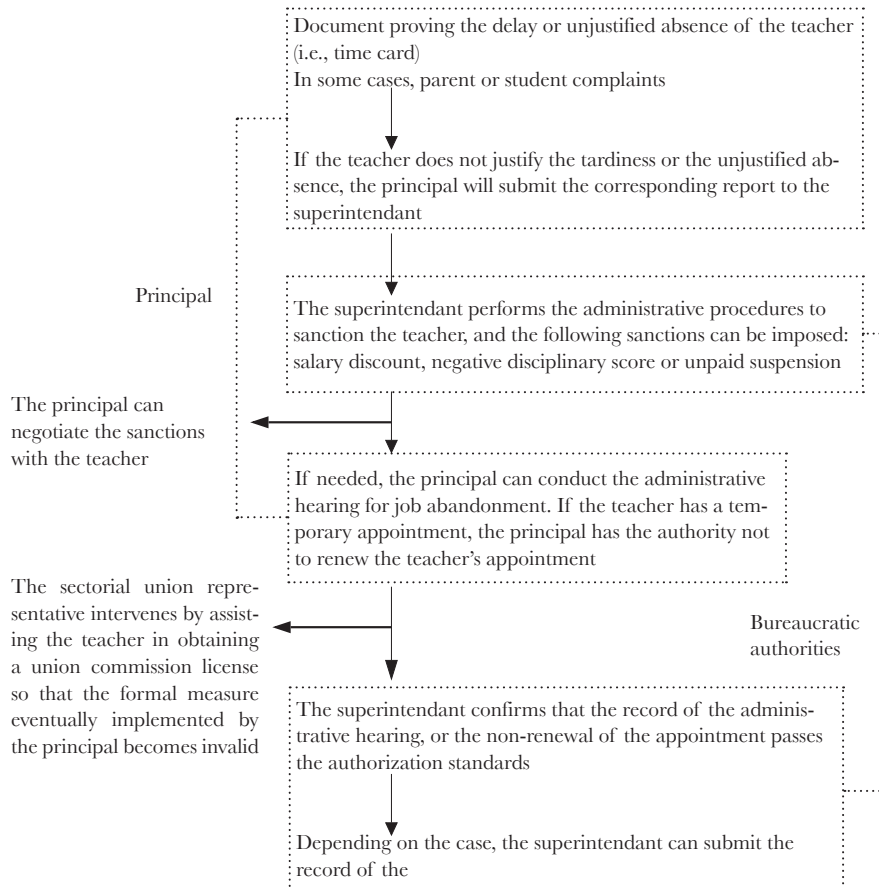 Document proving the delay or unjustified absence of the teacher
(i.e., time card)
In some cases, parent or student complaints
If the teacher does not justify the tardiness or the unjustified ab-
sence, the principal will submit the corresponding report to the
superintendant
Principal
The superintendant performs the administrative procedures to
sanction the teacher, and the following sanctions can be imposed:
salary discount, negative disciplinary score or unpaid suspension
The principal can
negotiate the sanctions
with the teacher
If needed, the principal can conduct the administrative
hearing for job abandonment. If the teacher has a tem-
porary appointment, the principal has the authority not
to renew the teacher's appointment
The sectorial union repre-
sentative intervenes by assist-
ing the teacher in obtaining
a union commission license
so that the formal measure
eventually implemented by
the principal becomes invalid
Bureaucratic
authorities
The superintendant confirms that the record of the adminis-
trative hearing, or the non-renewal of the appointment passes
the authorization standards
Depending on the case, the superintendant can submit the
record of the